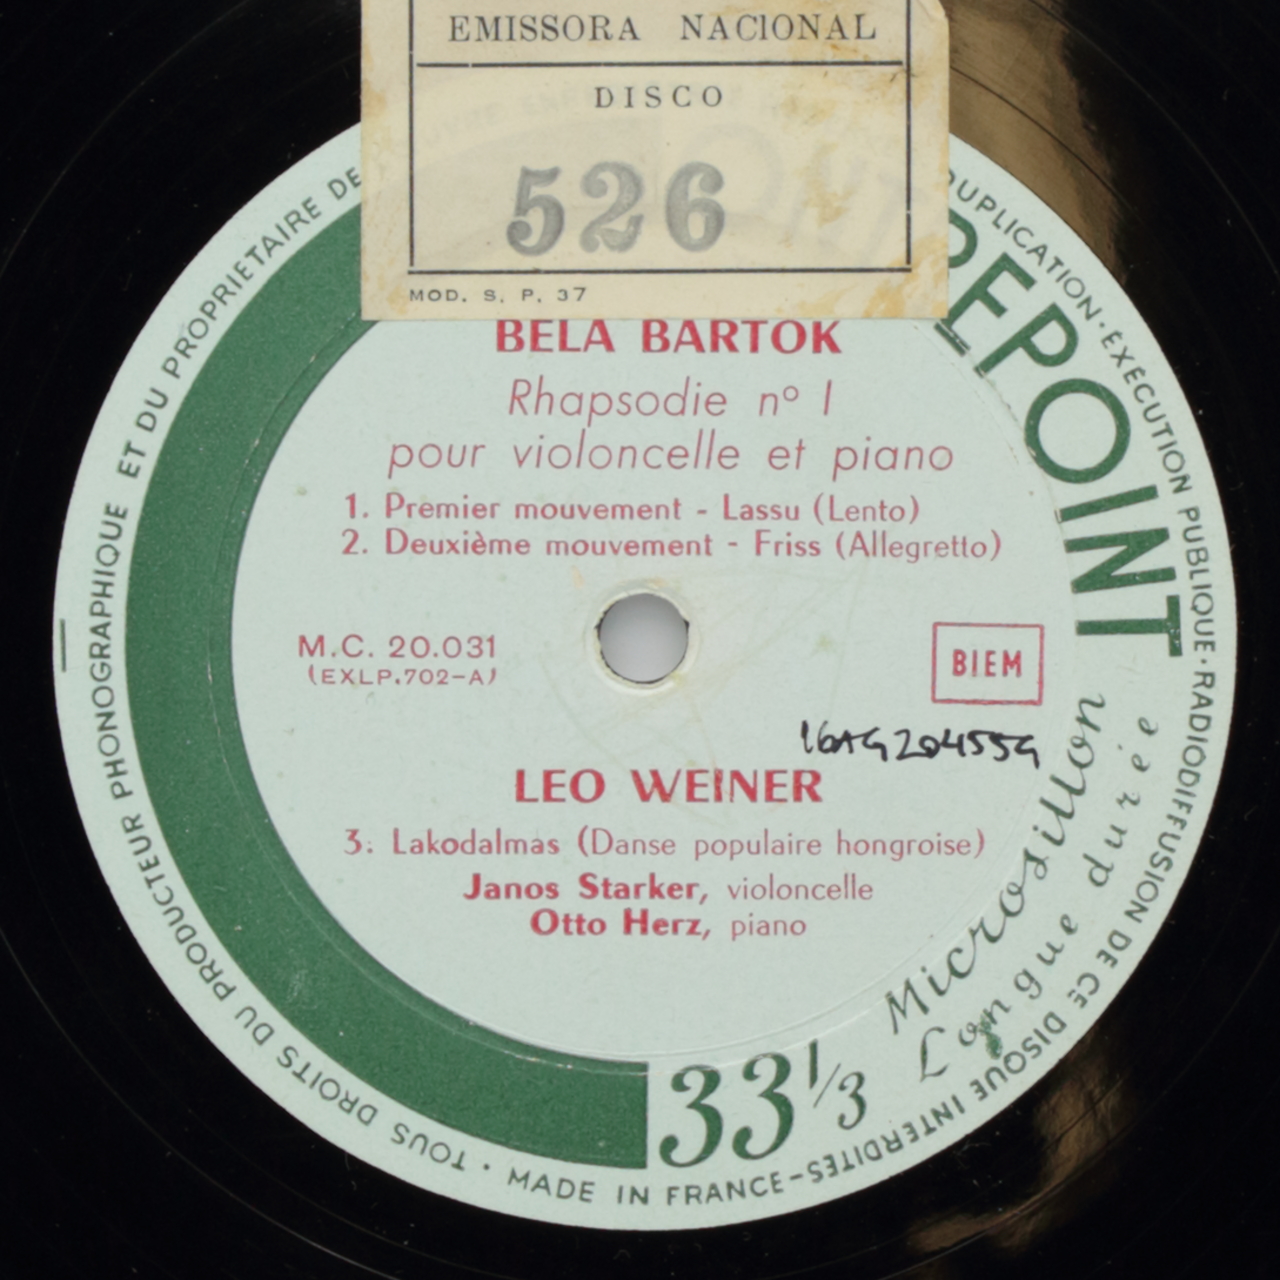 EMISSORA NACIONAL
DISCO
526
MOD. S. P. 37
BELA BARTOK
Rhapsodie nº 1
pour violoncelle et piano
1. Premier mouvement - Lassu (Lento)
2. Deuxième mouvement - Friss (Allegretto)
M.C. 20.031
(EXLP.702-A)
BIEM
16AG204559
LEO WEINER
3. Lakodalmas (Danse populaire hongroise)
Janos Starker, violoncelle
Otto Herz, piano
33 1/3
Microsillon
Longue durée
TOUS DROITS DU PRODUCTEUR PHONOGRAPHIQUE ET DU PROPRIETAIRE DE
DUPLICATION · EXECUTION PUBLIQUE · RADIODIFFUSION DE CE DISQUE INTERDITES - MADE IN FRANCE ·